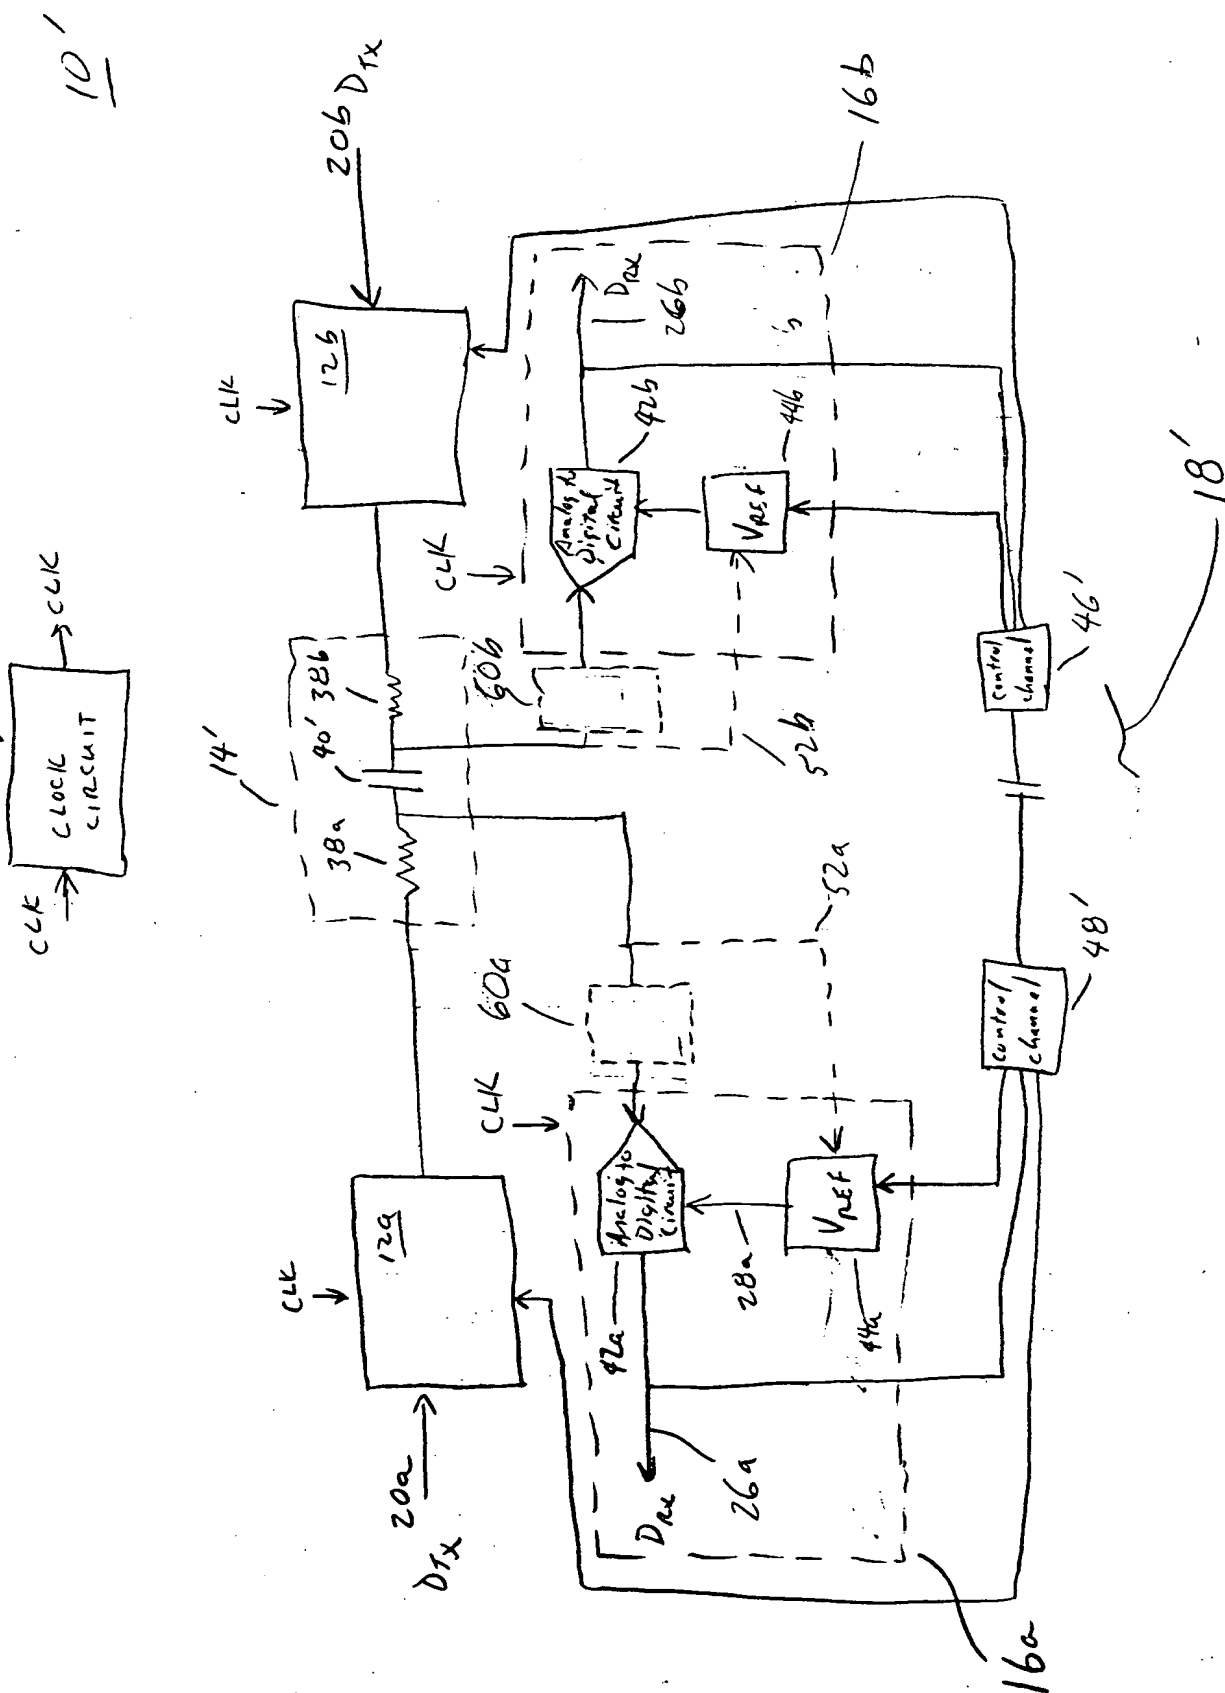 10'
CLK
CLOCK
CIRCUIT
CLK
14'
38a
40'
38b
CLK
12a
20a
DTX
CLK
12b
20b
DTX
CLK
60a
60b
CLK
Analog to
Digital
Circuit
42a
DRX
26a
28a
VREF
44a
52a
16a
Analog to
Digital
Circuit
42b
DRX
26b
VREF
44b
52b
16b
control
channel
48'
control
channel
46'
18'